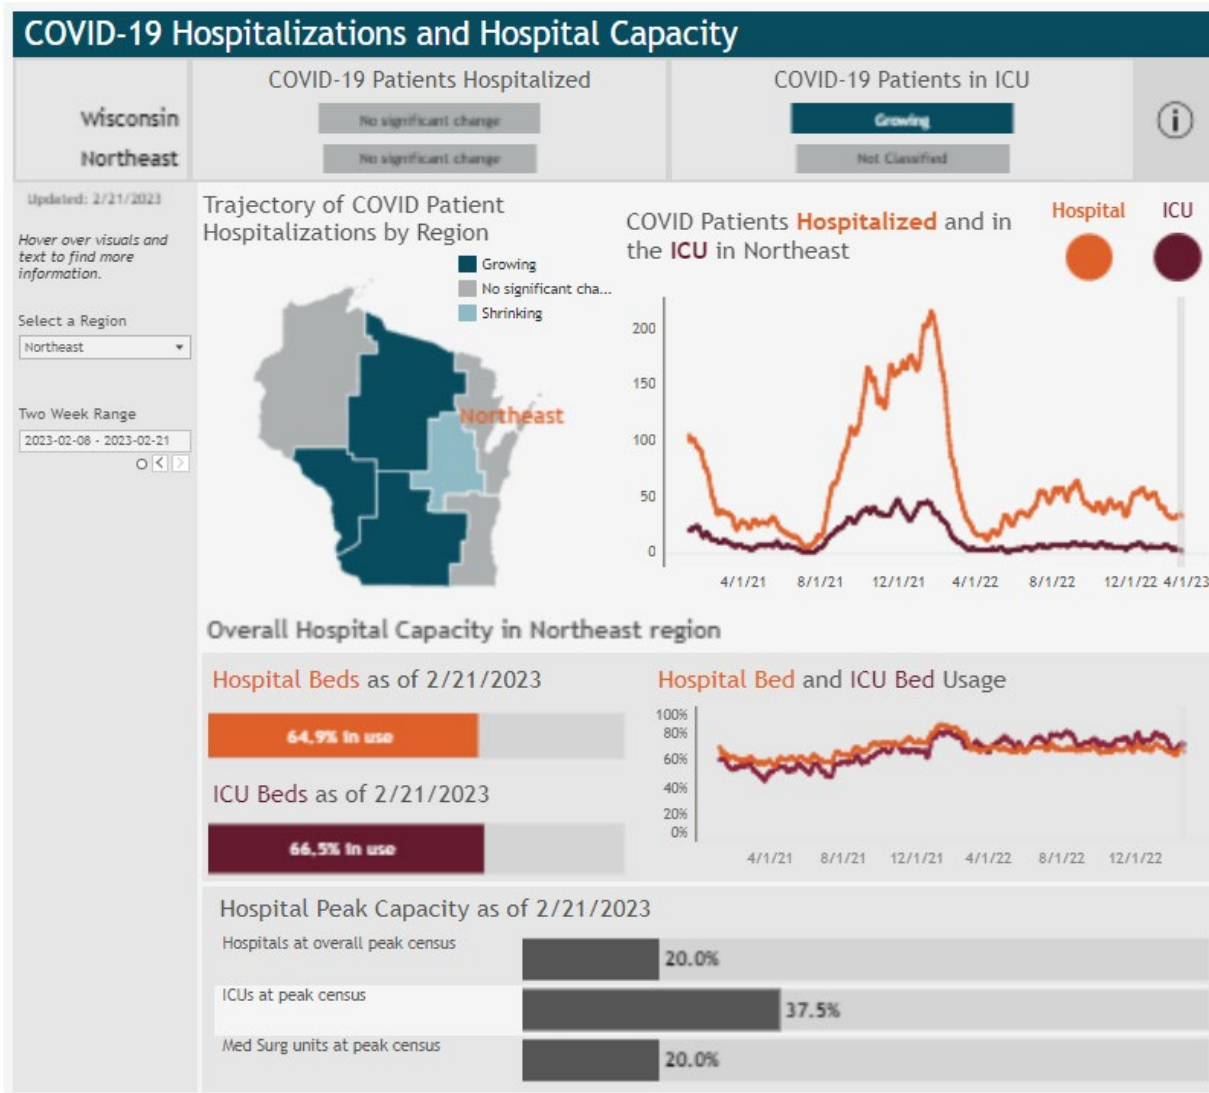 COVID-19 Hospitalizations and Hospital Capacity
COVID-19 Patients Hospitalized
COVID-19 Patients in ICU
Wisconsin
No significant change
Growing
i
Northeast
No significant change
Not Classified
Updated: 2/21/2023
Hover over visuals and
text to find more
information.
Select a Region
Northeast
Two Week Range
2023-02-08 - 2023-02-21
Trajectory of COVID Patient
Hospitalizations by Region
Growing
No significant cha...
Shrinking
Northeast
COVID Patients Hospitalized and in
the ICU in Northeast
Hospital
ICU
200
150
100
50
0
4/1/21 8/1/21 12/1/21 4/1/22 8/1/22 12/1/22 4/1/23
Overall Hospital Capacity in Northeast region
Hospital Beds as of 2/21/2023
64.9% in use
ICU Beds as of 2/21/2023
66.5% in use
Hospital Bed and ICU Bed Usage
100%
80%
60%
40%
20%
0%
4/1/21 8/1/21 12/1/21 4/1/22 8/1/22 12/1/22
Hospital Peak Capacity as of 2/21/2023
Hospitals at overall peak census
20.0%
ICUs at peak census
37.5%
Med Surg units at peak census
20.0%